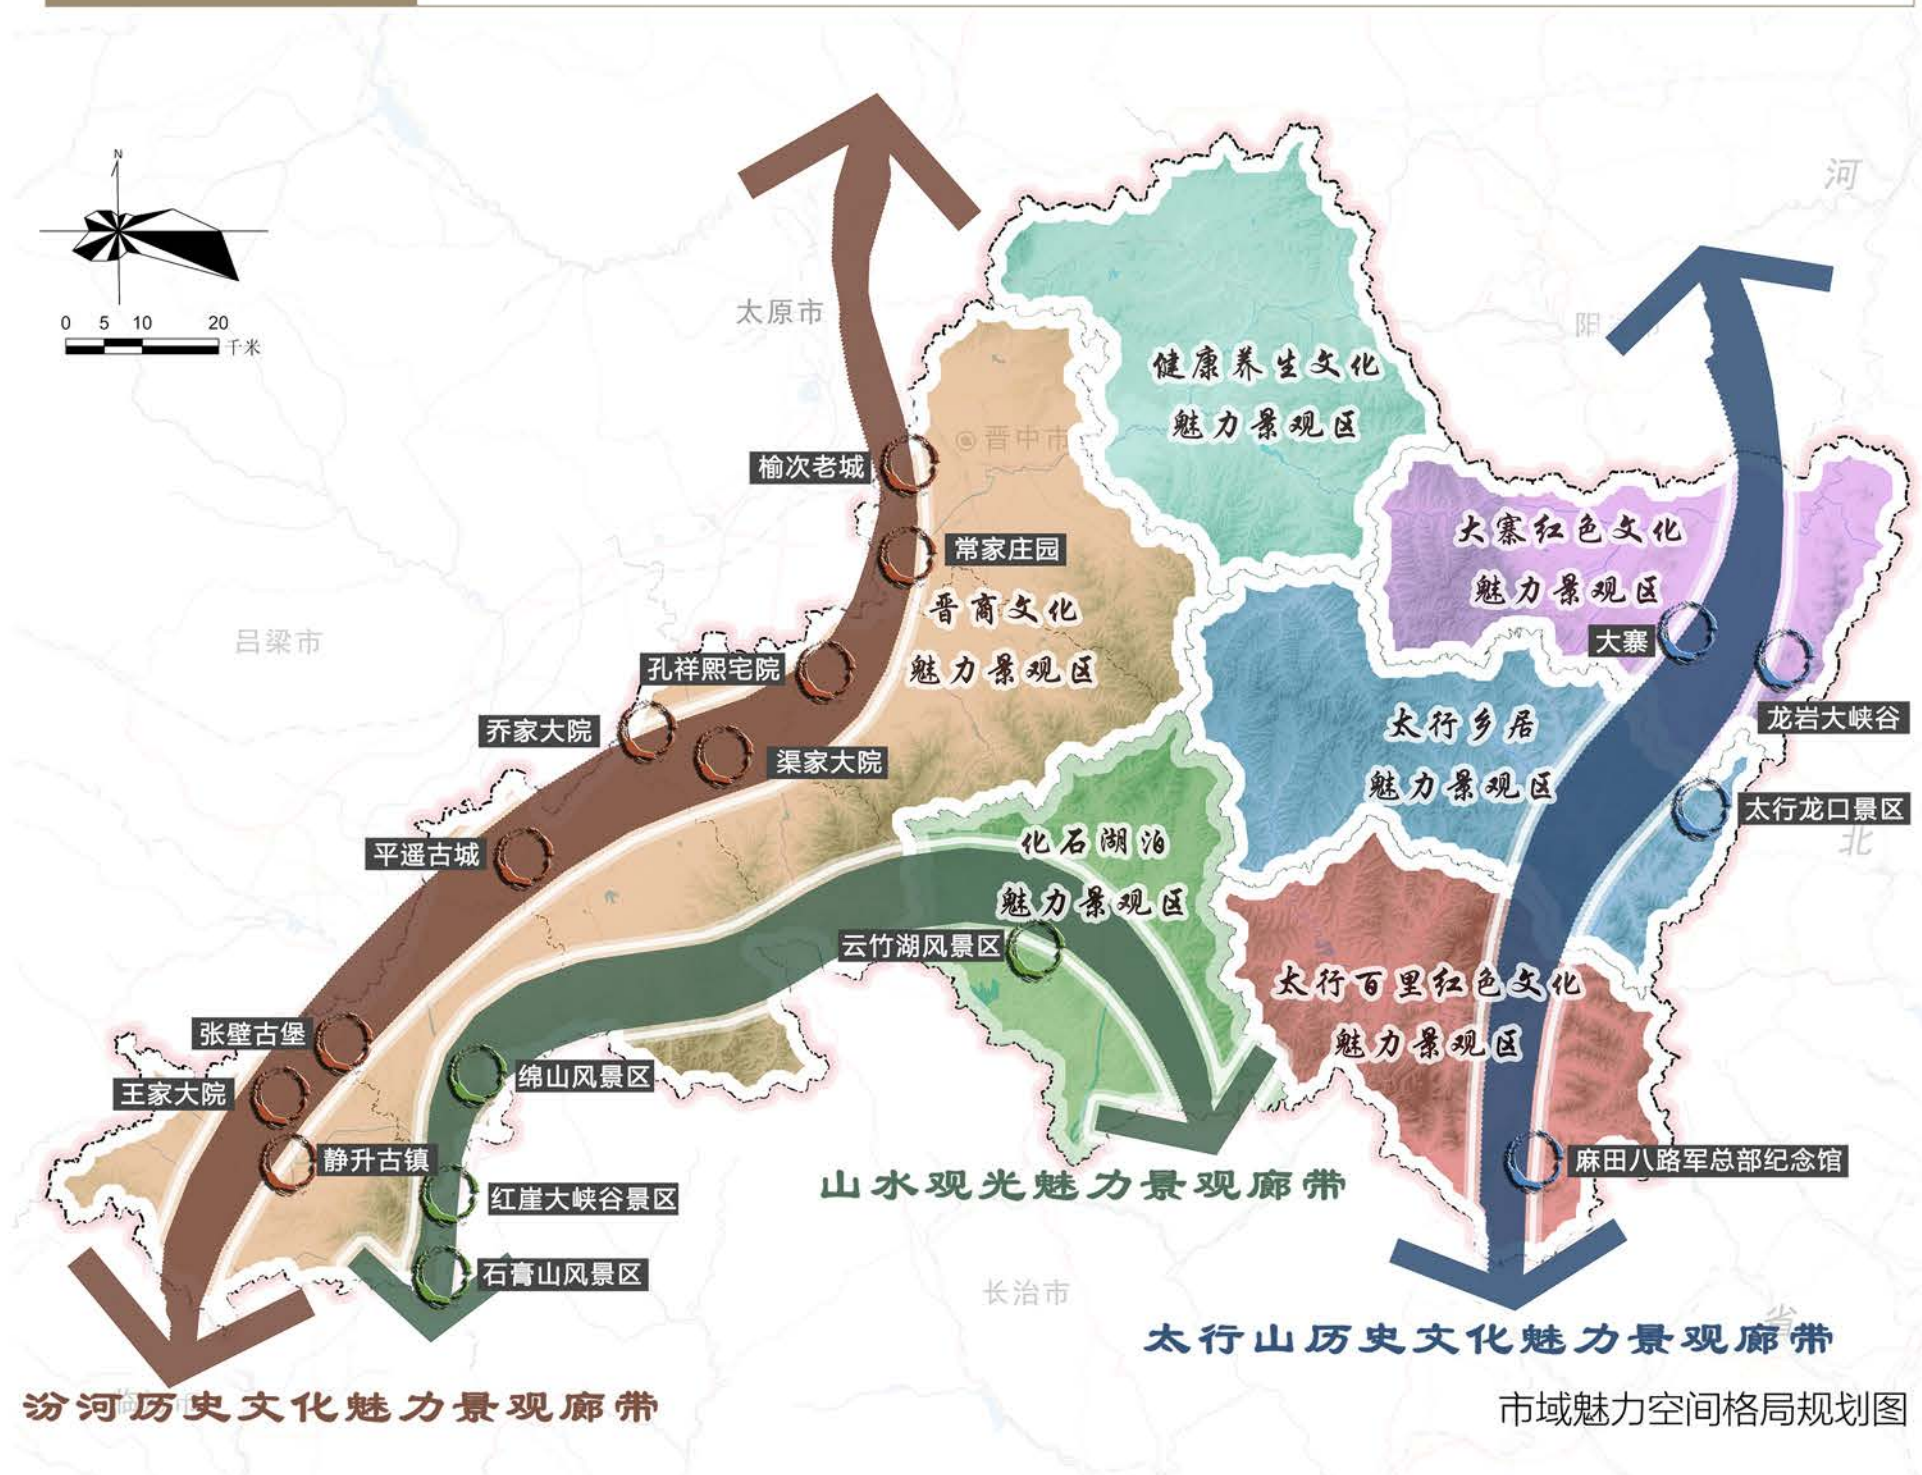 N
河
0 5 10 20
千米
太原市
健康养生文化
魅力景观区
晋中市
榆次老城
大寨红色文化
魅力景观区
常家庄园
晋商文化
魅力景观区
吕梁市
大寨
孔祥熙宅院
龙岩大峡谷
乔家大院
渠家大院
太行乡居
魅力景观区
太行龙口景区
北
平遥古城
化石湖泊
魅力景观区
云竹湖风景区
太行百里红色文化
魅力景观区
张壁古堡
绵山风景区
王家大院
静升古镇
麻田八路军总部纪念馆
山水观光魅力景观廊带
红崖大峡谷景区
石膏山风景区
长治市
省
太行山历史文化魅力景观廊带
汾河历史文化魅力景观廊带
市域魅力空间格局规划图